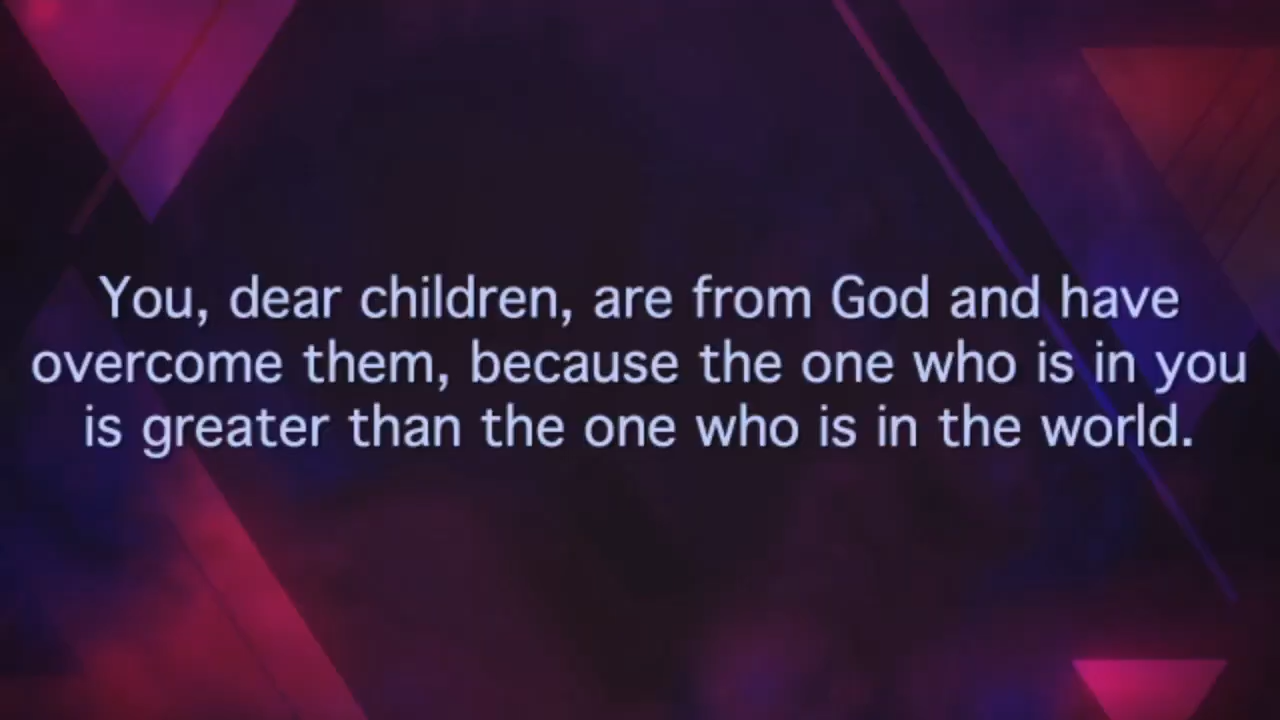 You, dear children, are from God and have
overcome them, because the one who is in you
is greater than the one who is in the world.